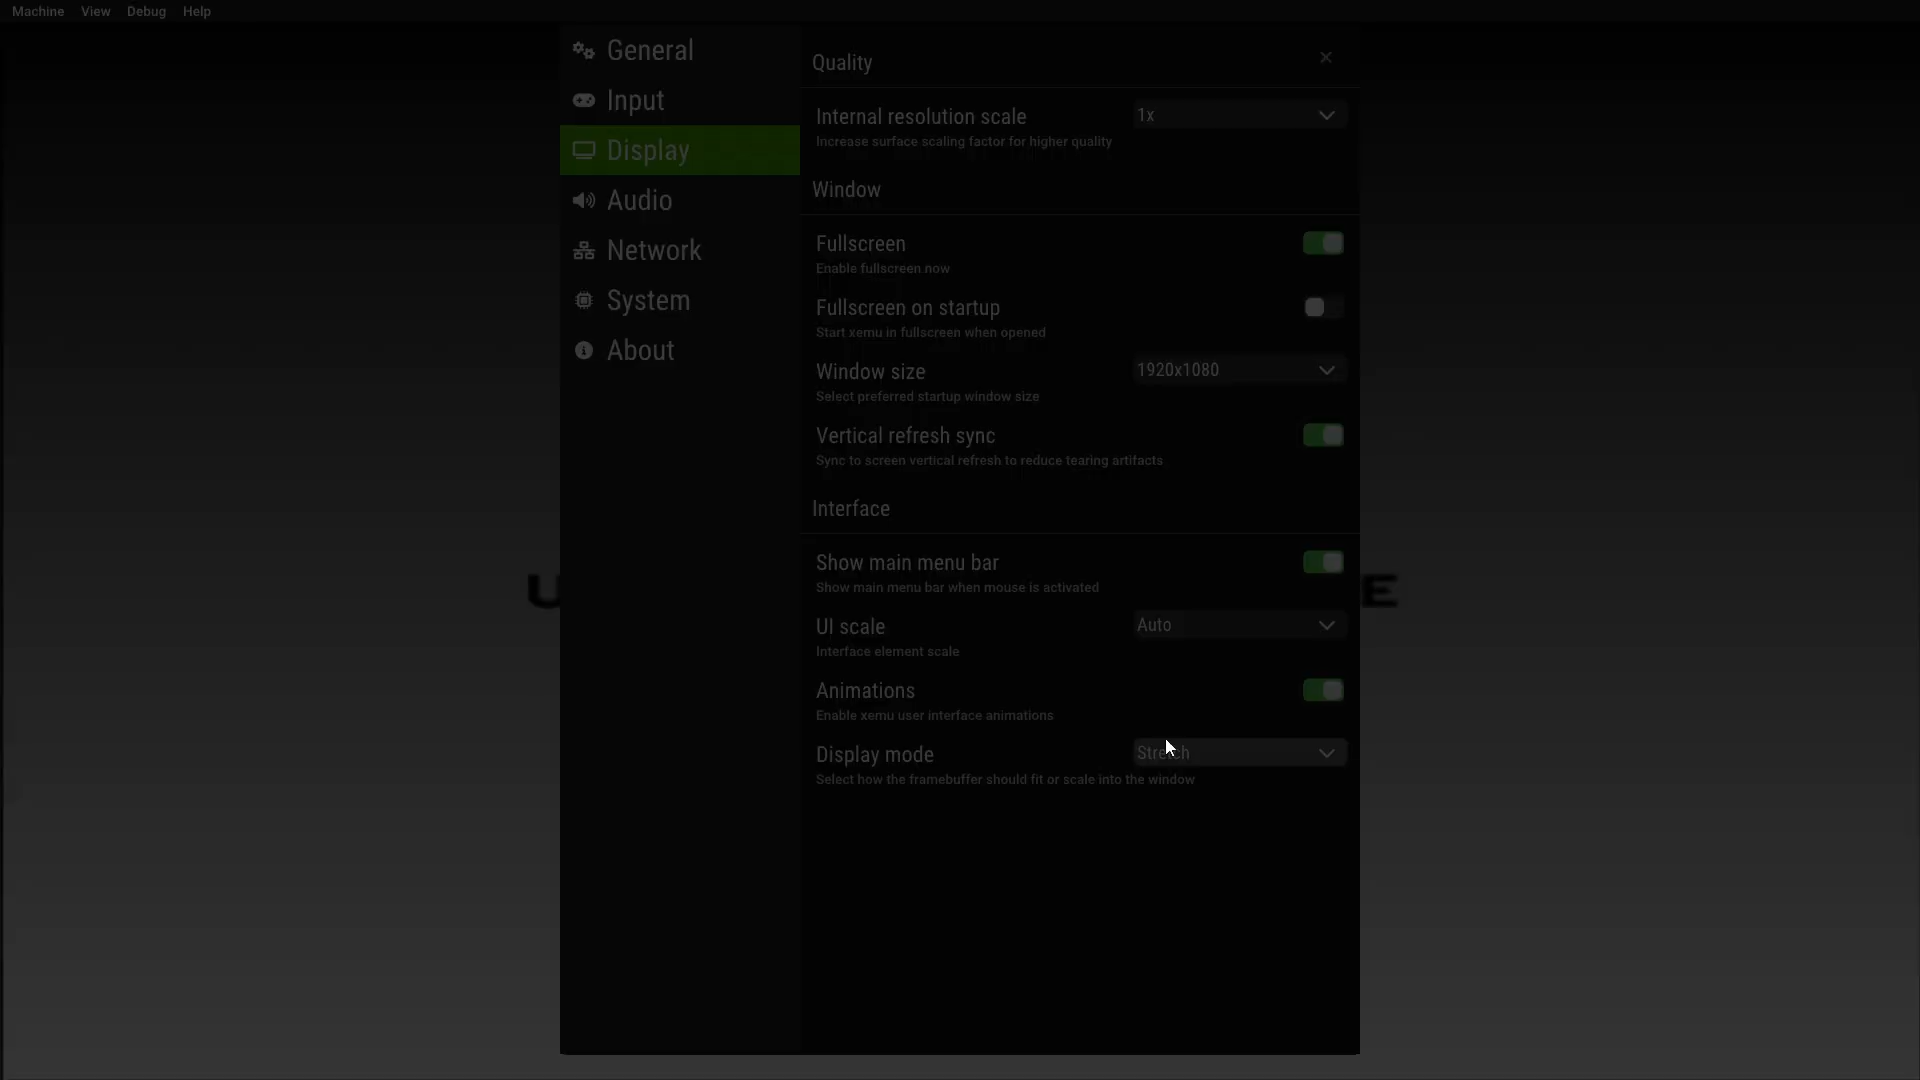 Machine View Debug Help
General
Input
Display
Audio
Network
System
About
Quality
Internal resolution scale
1x
Increase surface scaling factor for higher quality
Window
Fullscreen
Enable fullscreen now
Fullscreen on startup
Start xemu in fullscreen when opened
Window size
1920x1080
Select preferred startup window size
Vertical refresh sync
Sync to screen vertical refresh to reduce tearing artifacts
Interface
Show main menu bar
Show main menu bar when mouse is activated
UI scale
Auto
Interface element scale
Animations
Enable xemu user interface animations
Display mode
Stretch
Select how the framebuffer should fit or scale into the window